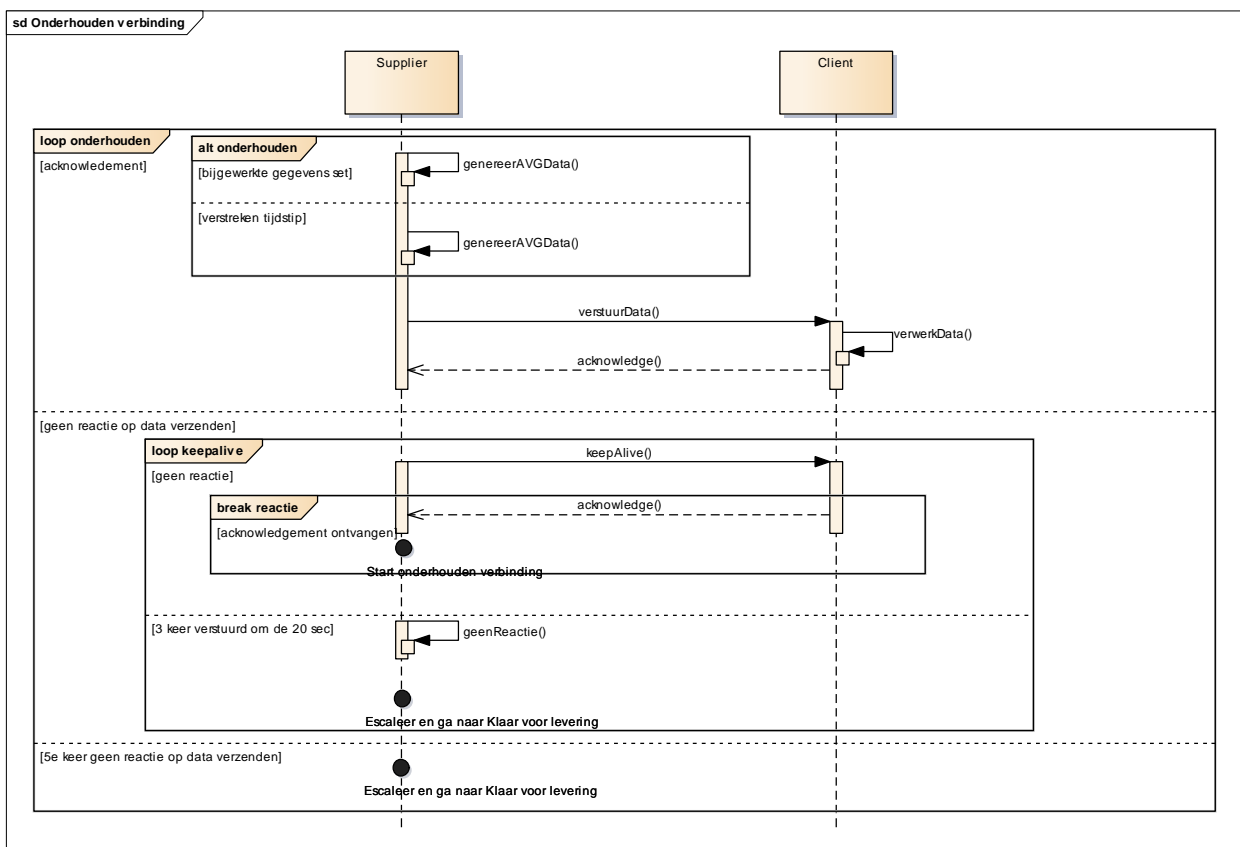 sd Onderhouden verbinding
Supplier
Client
loop onderhouden
[acknowledement]
alt onderhouden
[bijgewerkte gegevens set]
genereerAVGData()
[verstreken tijdstip]
genereerAVGData()
verstuurData()
verwerkData()
acknowledge()
[geen reactie op data verzenden]
loop keepalive
[geen reactie]
keepAlive()
break reactie
[acknowledgement ontvangen]
acknowledge()
Start onderhouden verbinding
[3 keer verstuurd om de 20 sec]
geenReactie()
Escaleer en ga naar Klaar voor levering
[5e keer geen reactie op data verzenden]
Escaleer en ga naar Klaar voor levering